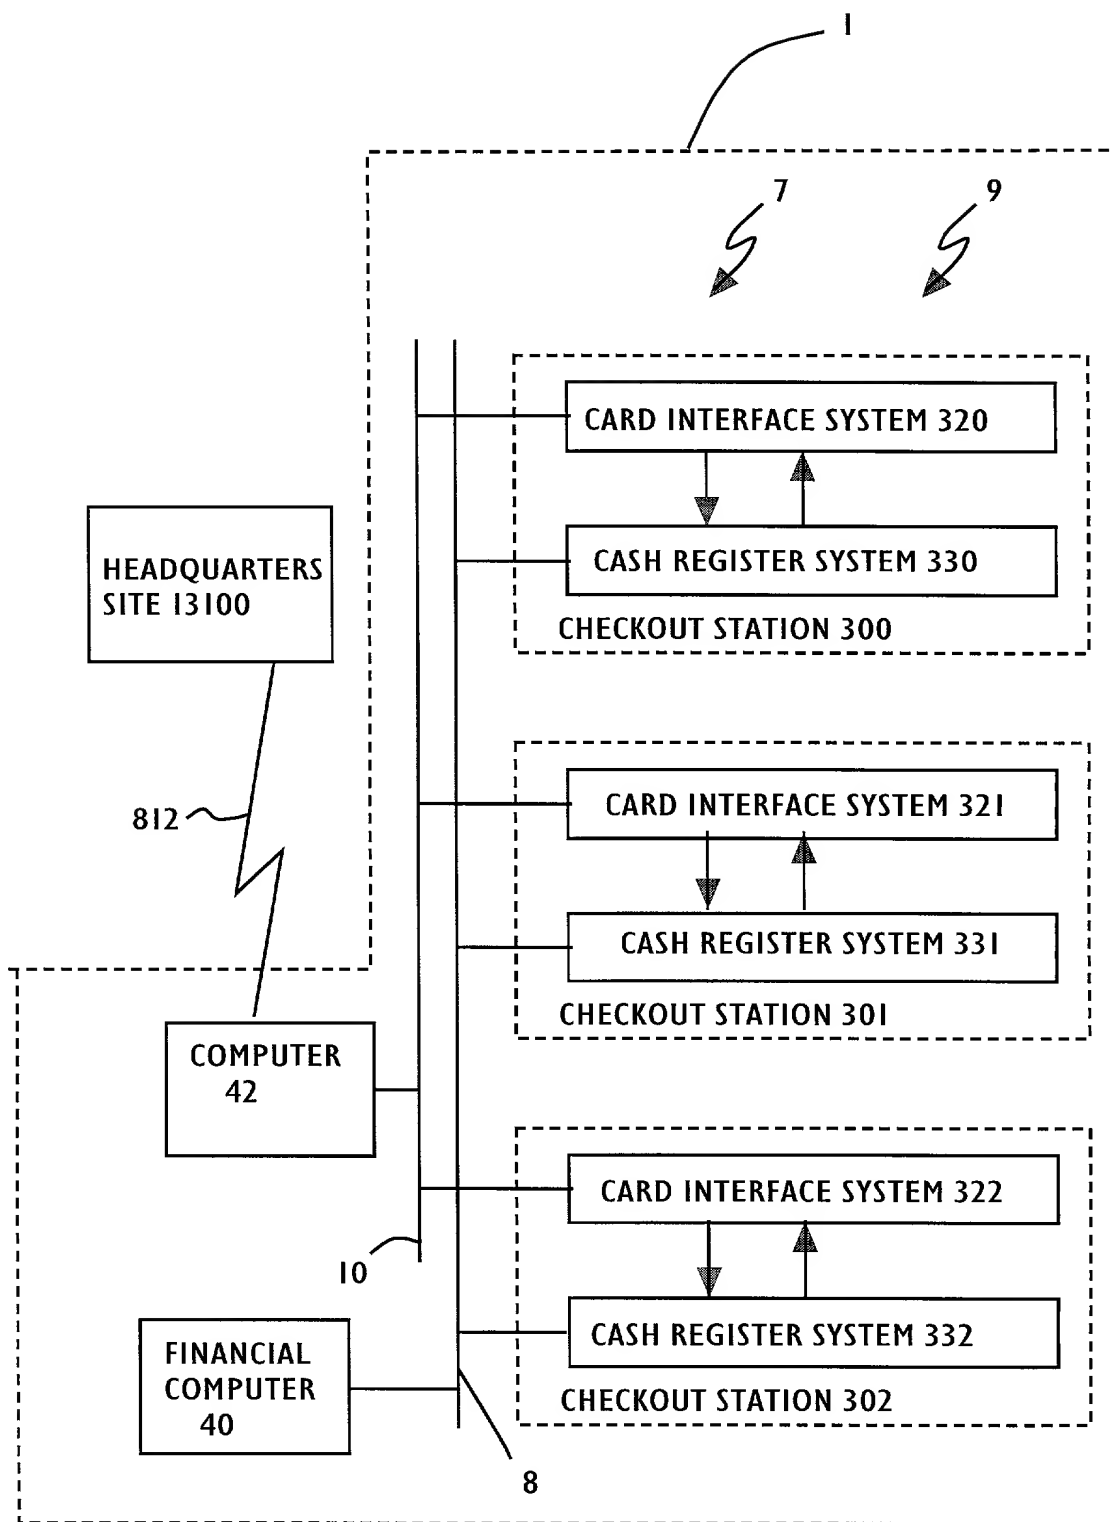 1
7
9
CARD INTERFACE SYSTEM 320
CASH REGISTER SYSTEM 330
CHECKOUT STATION 300
HEADQUARTERS
SITE 13100
812
CARD INTERFACE SYSTEM 321
CASH REGISTER SYSTEM 331
CHECKOUT STATION 301
COMPUTER
42
CARD INTERFACE SYSTEM 322
CASH REGISTER SYSTEM 332
CHECKOUT STATION 302
10
FINANCIAL
COMPUTER
40
8